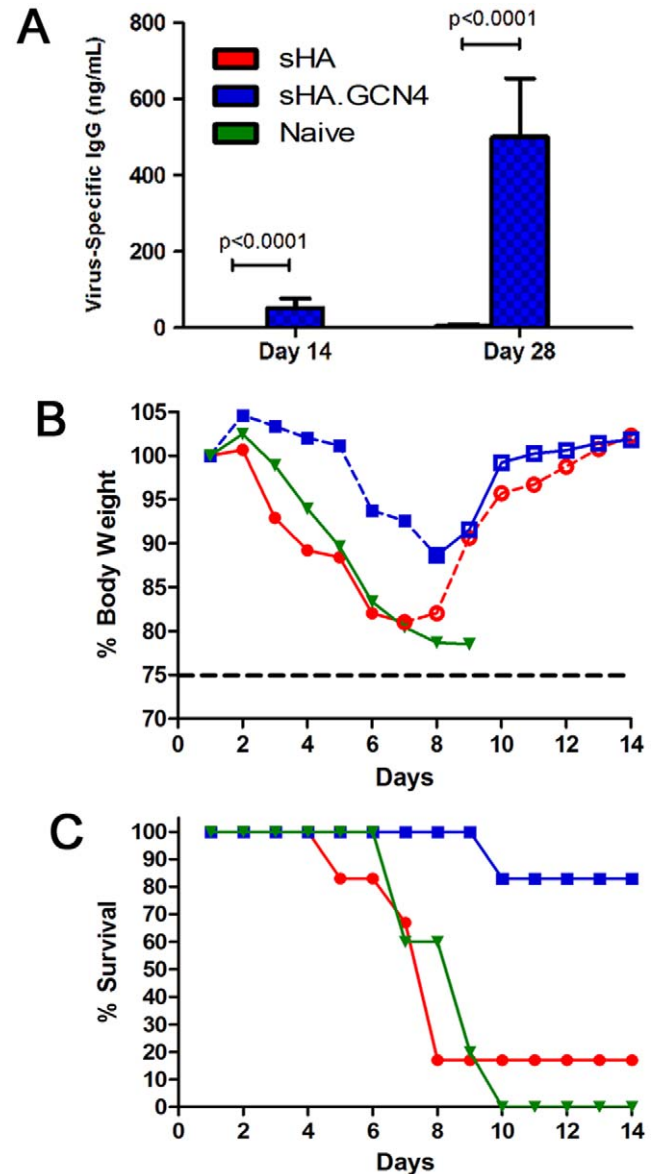 A
Virus-Specific IgG (ng/mL)
800
600
400
200
0
sHA
sHA.GCN4
Naive
p<0.0001
p<0.0001
Day 14
Day 28
B
% Body Weight
105
100
95
90
85
80
75
70
0 2 4 6 8 10 12 14
Days
C
% Survival
100
90
80
70
60
50
40
30
20
10
0
0 2 4 6 8 10 12 14
Days